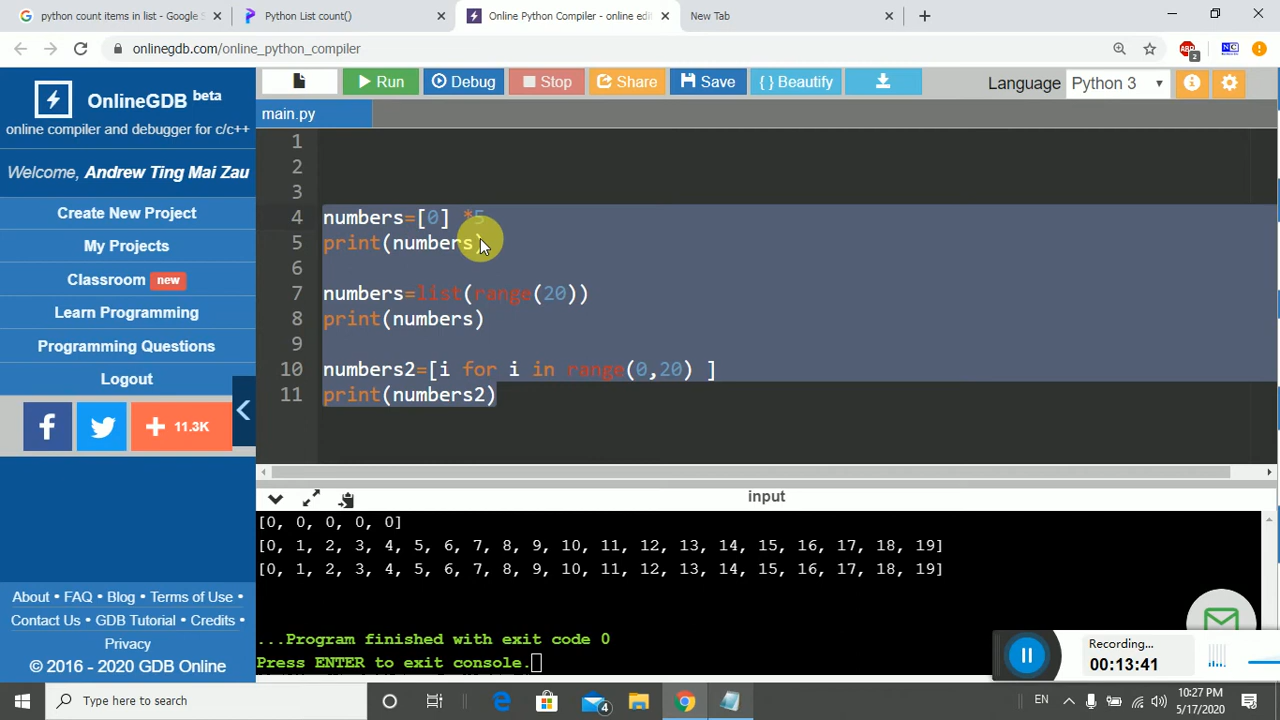 python count items in list - Google S
Python List count()
Online Python Compiler - online edi
New Tab
onlinegdb.com/online_python_compiler
OnlineGDB beta
online compiler and debugger for c/c++
Welcome, Andrew Ting Mai Zau
Create New Project
My Projects
Classroom new
Learn Programming
Programming Questions
Logout
11.3K
About • FAQ • Blog • Terms of Use •
Contact Us • GDB Tutorial • Credits •
Privacy
© 2016 - 2020 GDB Online
Run
Debug
Stop
Share
Save
{ } Beautify
Language Python 3
main.py
1
2
3
4 numbers=[0] *5
5 print(numbers)
6
7 numbers=list(range(20))
8 print(numbers)
9
10 numbers2=[i for i in range(0,20) ]
11 print(numbers2)
input
[0, 0, 0, 0, 0]
[0, 1, 2, 3, 4, 5, 6, 7, 8, 9, 10, 11, 12, 13, 14, 15, 16, 17, 18, 19]
[0, 1, 2, 3, 4, 5, 6, 7, 8, 9, 10, 11, 12, 13, 14, 15, 16, 17, 18, 19]
...Program finished with exit code 0
Press ENTER to exit console.
Recording...
00:13:41
Type here to search
4
EN
10:27 PM
5/17/2020